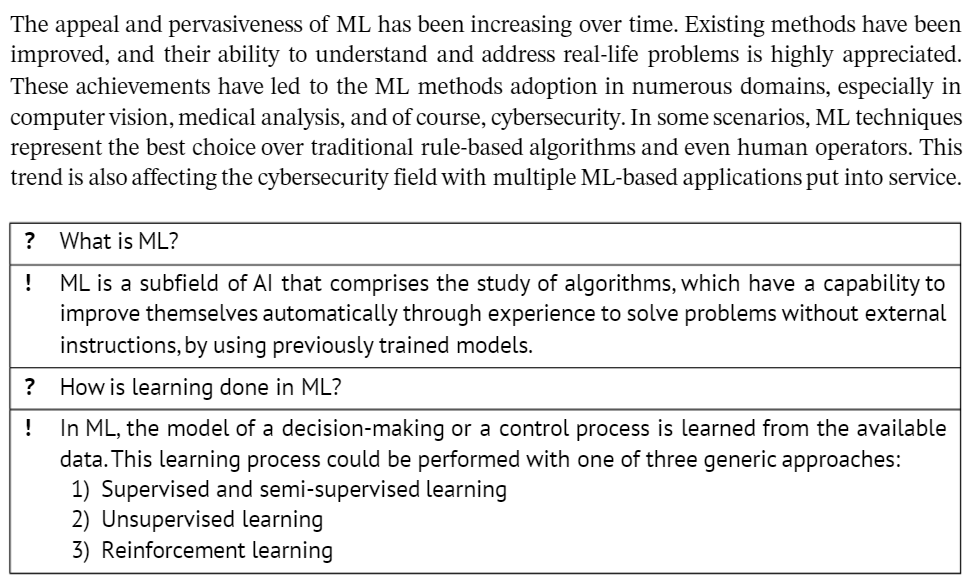 The appeal and pervasiveness of ML has been increasing over time. Existing methods have been
improved, and their ability to understand and address real-life problems is highly appreciated.
These achievements have led to the ML methods adoption in numerous domains, especially in
computer vision, medical analysis, and of course, cybersecurity. In some scenarios, ML techniques
represent the best choice over traditional rule-based algorithms and even human operators. This
trend is also affecting the cybersecurity field with multiple ML-based applications put into service.
? What is ML?
! ML is a subfield of AI that comprises the study of algorithms, which have a capability to
improve themselves automatically through experience to solve problems without external
instructions, by using previously trained models.
? How is learning done in ML?
! In ML, the model of a decision-making or a control process is learned from the available
data. This learning process could be performed with one of three generic approaches:
1) Supervised and semi-supervised learning
2) Unsupervised learning
3) Reinforcement learning